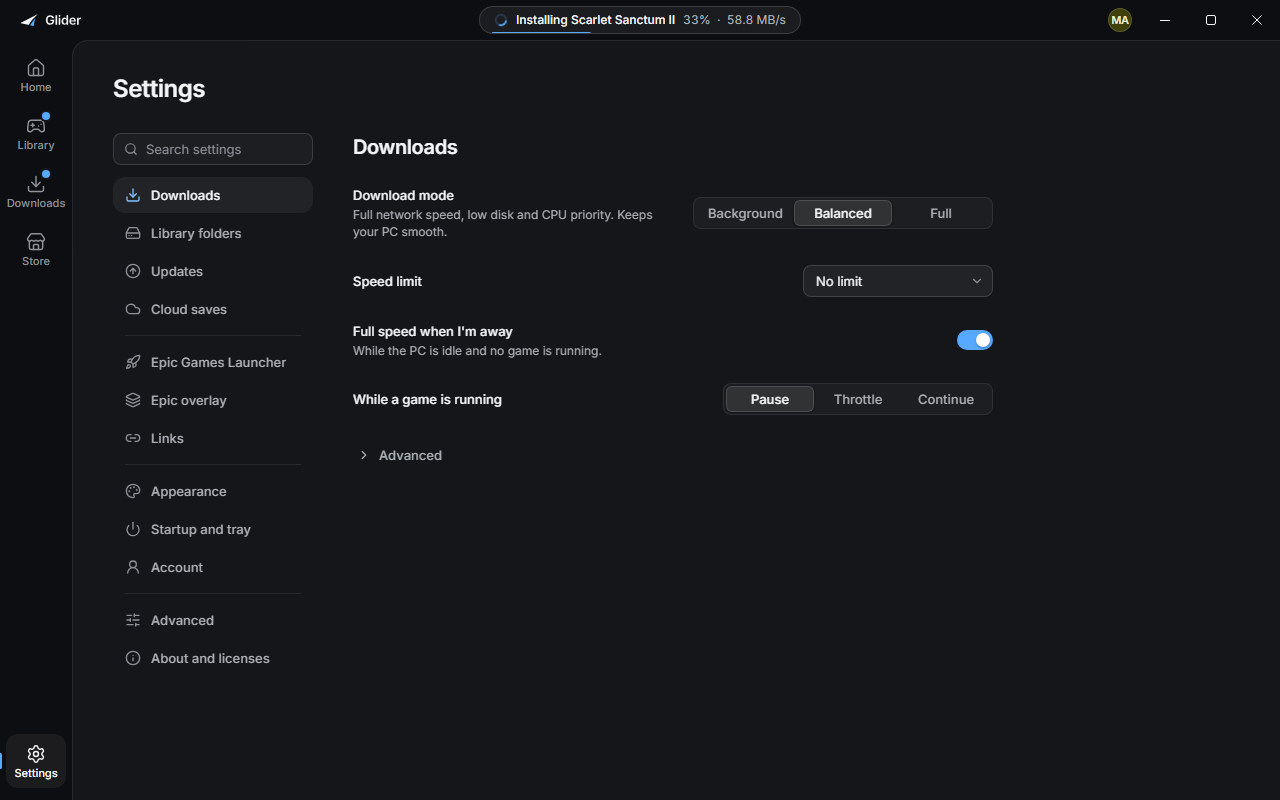 Glider
Installing Scarlet Sanctum II 33% · 58.8 MB/s
MA
Home
Library
Downloads
Store
Settings
Settings
Search settings
Downloads
Library folders
Updates
Cloud saves
Epic Games Launcher
Epic overlay
Links
Appearance
Startup and tray
Account
Advanced
About and licenses
Downloads
Download mode
Full network speed, low disk and CPU priority. Keeps
your PC smooth.
Background Balanced Full
Speed limit
No limit
Full speed when I'm away
While the PC is idle and no game is running.
While a game is running
Pause Throttle Continue
Advanced